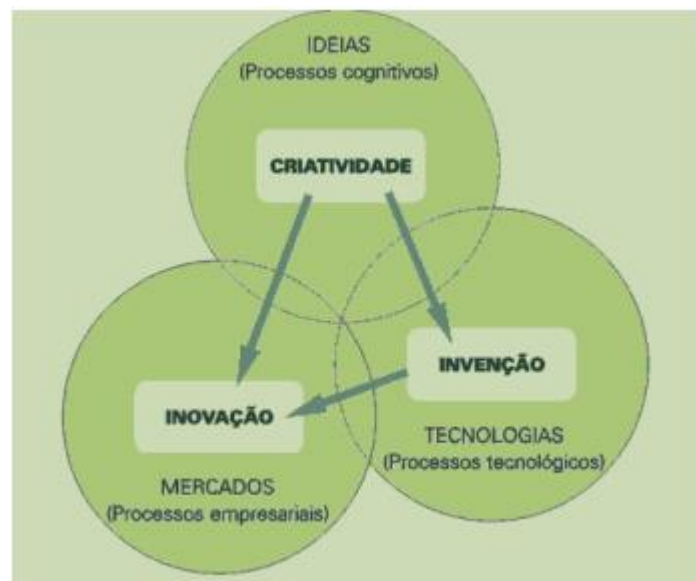 IDEIAS
(Processos cognitivos)
CRIATIVIDADE
INVENÇÃO
TECNOLOGIAS
(Processos tecnológicos)
INOVAÇÃO
MERCADOS
(Processos empresariais)